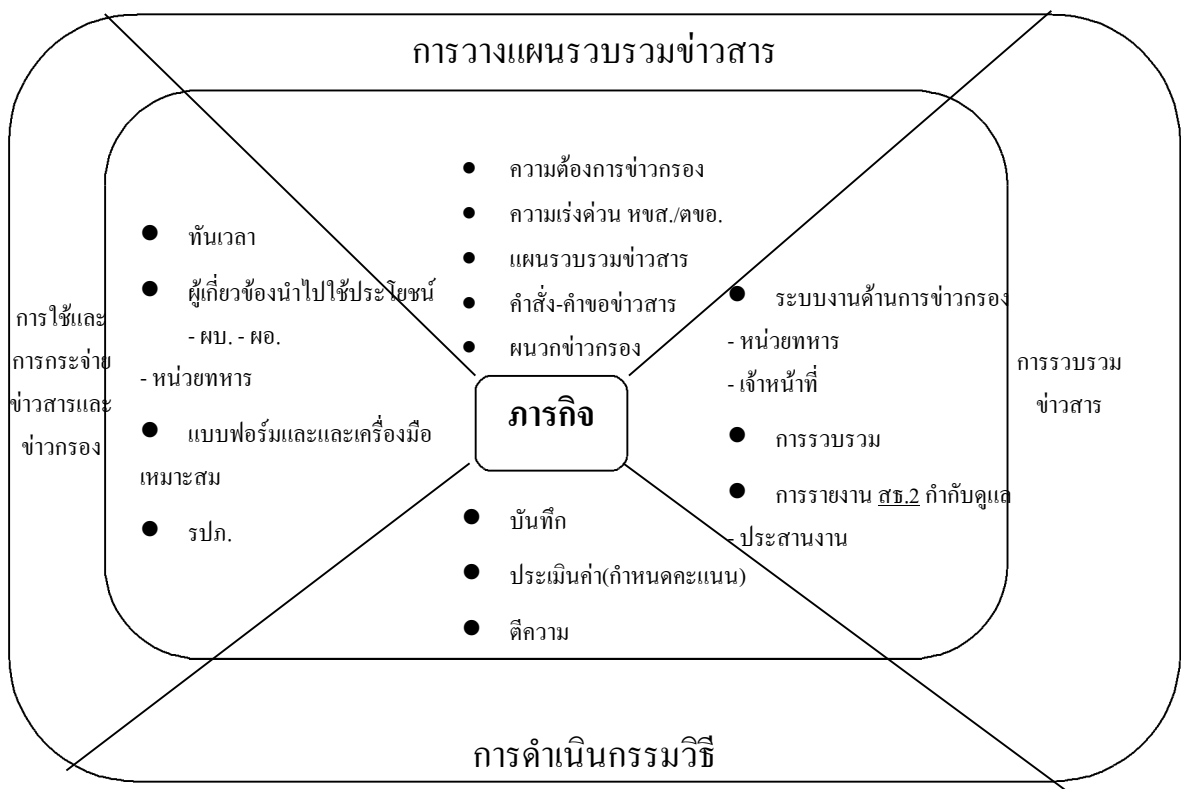 การวางแผนรวบรวมข่าวสาร
● ความต้องการข่าวกรอง
● ความเร่งด่วน หขส./ตขอ.
● แผนรวบรวมข่าวสาร
● คำสั่ง-คำขอข่าวสาร
● ผนวกข่าวกรอง
การใช้และ
การกระจ่าย
ข่าวสารและ
ข่าวกรอง
● ทันเวลา
● ผู้เกี่ยวข้องนำไปใช้ประโยชน์
- ผบ. - ฝอ.
- หน่วยทหาร
● แบบฟอร์มและและเครื่องมือ
เหมาะสม
● รปภ.
ภารกิจ
● ระบบงานด้านการข่าวกรอง
- หน่วยทหาร
- เจ้าหน้าที่
● การรวบรวม
● การรายงาน สธ.2 กำกับดูแล
- ประสานงาน
การรวบรวม
ข่าวสาร
● บันทึก
● ประเมินค่า(กำหนดคะแนน)
● ตีความ
การดำเนินกรรมวิธี